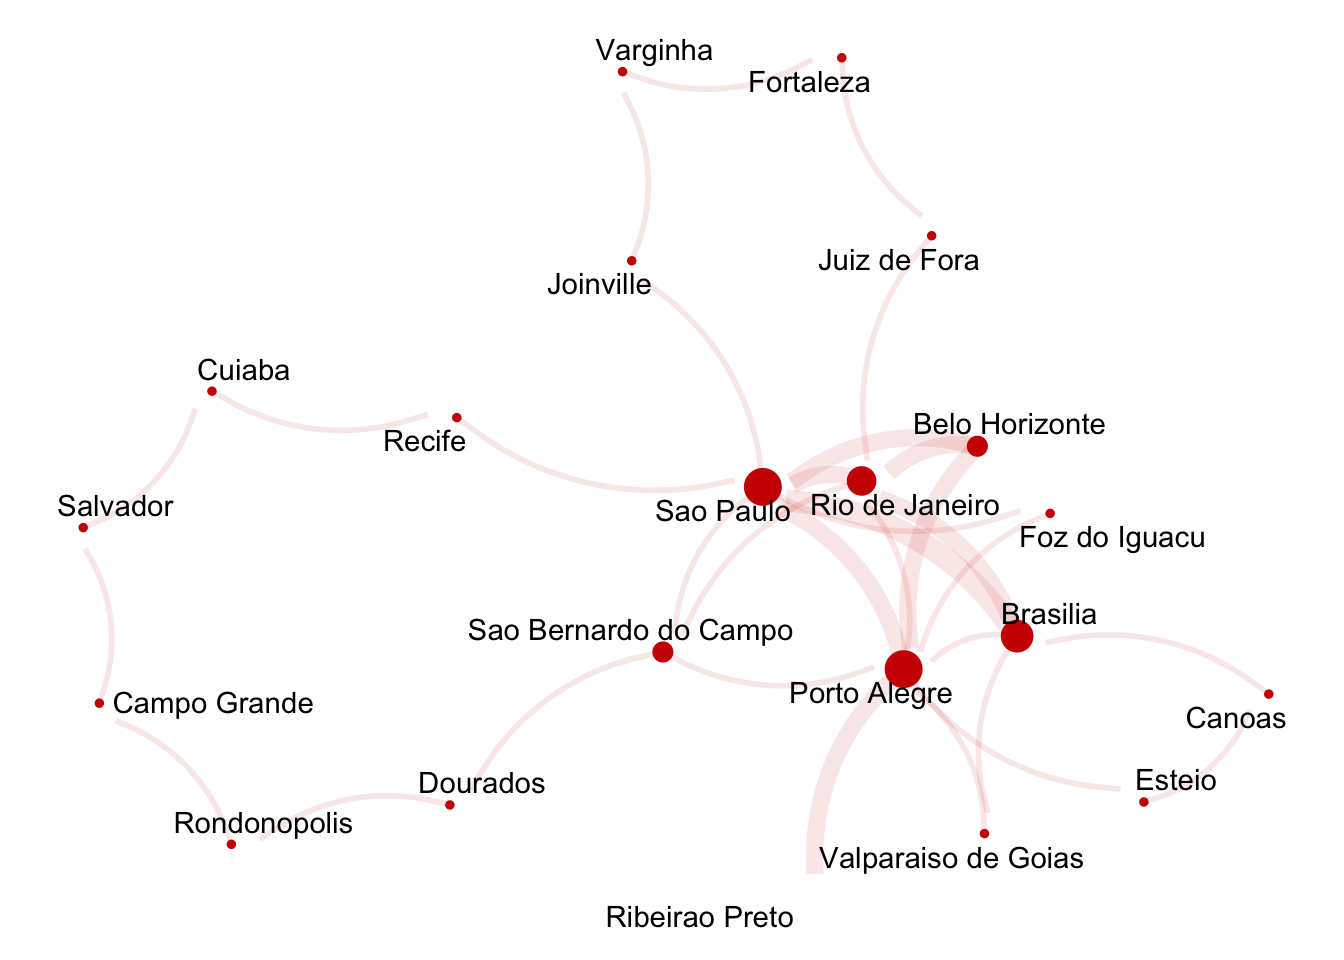 Varginha
Fortaleza
Juiz de Fora
Joinville
Cuiaba
Recife
Belo Horizonte
Salvador
Sao Paulo
Rio de Janeiro
Foz do Iguacu
Brasilia
Sao Bernardo do Campo
Porto Alegre
Campo Grande
Canoas
Dourados
Esteio
Rondonopolis
Valparaiso de Goias
Ribeirao Preto